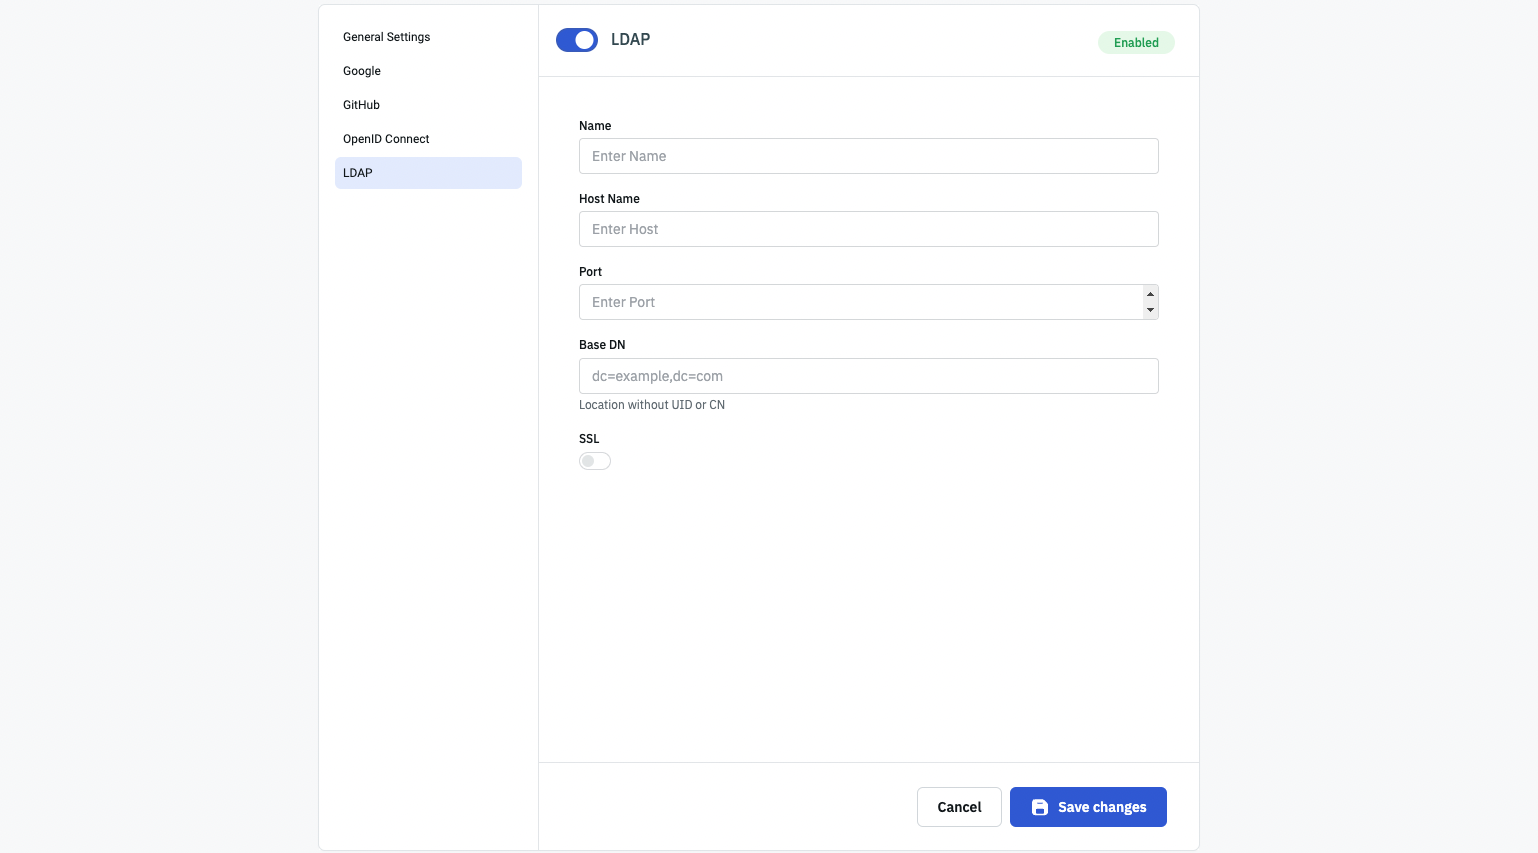 General Settings
Google
GitHub
OpenID Connect
LDAP
LDAP
Enabled
Name
Enter Name
Host Name
Enter Host
Port
Enter Port
Base DN
dc=example,dc=com
Location without UID or CN
SSL
Cancel
Save changes